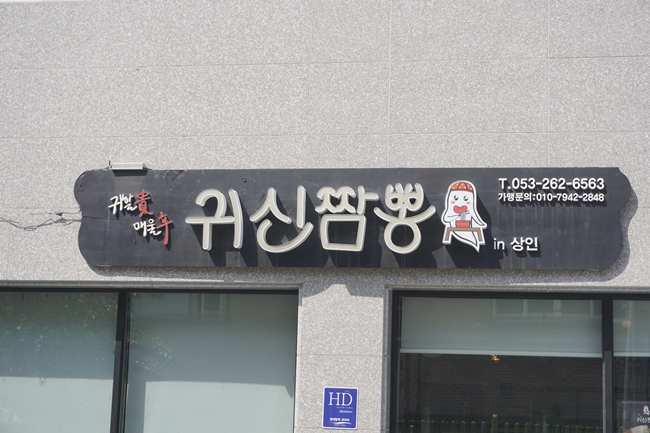 귀할 貴
매울 辛
귀신짬뽕
T.053-262-6563
가맹문의:010-7942-2848
in 상인
HD